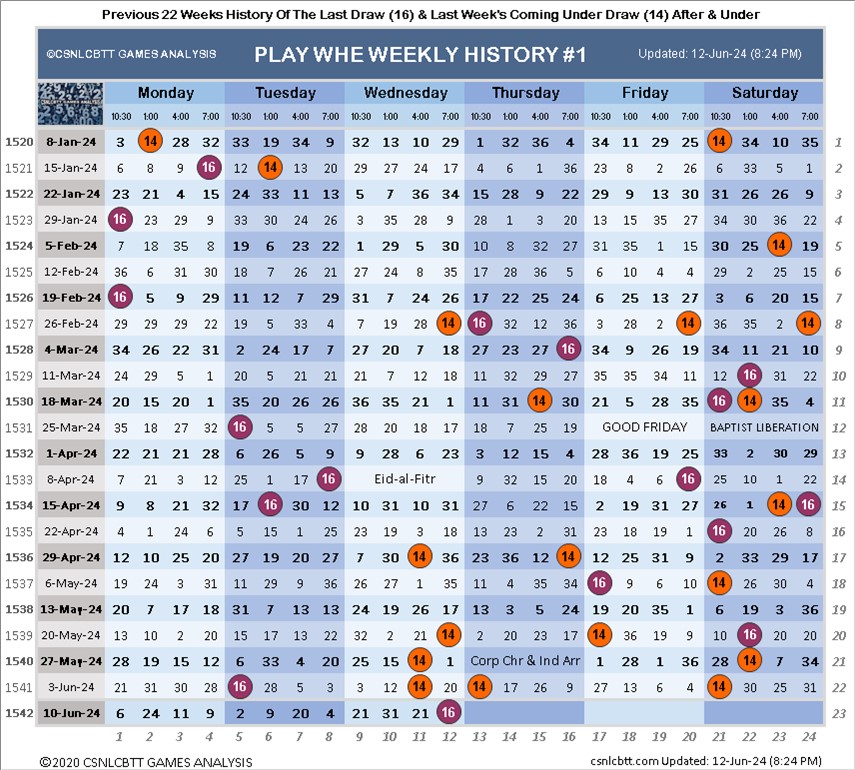 Previous 22 Weeks History Of The Last Draw (16) & Last Week's Coming Under Draw (14) After & Under
©CSNLCBTT GAMES ANALYSIS PLAY WHE WEEKLY HISTORY #1 Updated: 12-Jun-24 (8:24 PM)
CSNLCBTT GAMES ANALYSIS Monday Tuesday Wednesday Thursday Friday Saturday
10:30 1:00 4:00 7:00 10:30 1:00 4:00 7:00 10:30 1:00 4:00 7:00 10:30 1:00 4:00 7:00 10:30 1:00 4:00 7:00 10:30 1:00 4:00 7:00
1520 8-Jan-24 3 14 28 32 33 19 34 9 32 13 10 29 1 32 36 4 34 11 29 25 14 34 10 35 1
1521 15-Jan-24 6 8 9 16 12 14 13 20 29 27 24 17 4 6 1 36 23 8 2 26 6 33 5 1 2
1522 22-Jan-24 23 21 4 15 24 33 11 13 5 7 36 34 15 28 9 22 29 9 13 30 31 26 26 9 3
1523 29-Jan-24 16 23 29 9 33 30 24 26 3 35 28 9 28 1 3 20 13 15 35 27 34 30 36 22 4
1524 5-Feb-24 7 18 35 8 19 6 23 22 1 29 5 30 10 8 32 27 31 35 1 15 30 25 14 19 5
1525 12-Feb-24 36 6 31 30 18 7 26 21 27 24 8 35 17 28 36 5 6 10 4 4 29 2 25 15 6
1526 19-Feb-24 16 5 9 29 11 12 7 29 31 7 24 26 17 22 25 24 6 25 13 27 3 6 20 15 7
1527 26-Feb-24 29 29 29 22 19 5 33 4 7 19 28 14 16 32 12 36 3 28 2 14 36 35 2 14 8
1528 4-Mar-24 34 26 22 31 2 24 17 7 27 20 7 18 27 23 27 16 34 9 26 19 34 11 21 10 9
1529 11-Mar-24 24 29 5 1 20 5 21 21 21 7 12 18 11 32 29 27 35 35 34 11 12 16 31 22 10
1530 18-Mar-24 20 15 20 1 35 20 26 26 36 35 21 1 11 31 14 30 21 5 28 35 16 14 35 4 11
1531 25-Mar-24 35 18 27 32 16 5 5 27 28 20 18 17 18 7 25 19 GOOD FRIDAY BAPTIST LIBERATION 12
1532 1-Apr-24 22 21 21 28 6 26 5 9 9 28 8 6 3 12 15 4 28 36 19 25 33 2 30 29 13
1533 8-Apr-24 7 21 3 12 25 1 17 16 Eid-al-Fitr 9 32 15 20 18 4 6 16 25 10 1 22 14
1534 15-Apr-24 9 8 21 32 17 16 30 12 10 31 10 31 27 6 22 15 2 19 31 27 26 1 14 16 15
1535 22-Apr-24 4 1 24 6 5 15 1 25 23 19 3 18 13 23 2 31 23 17 9 31 16 20 26 8 16
1536 29-Apr-24 12 10 25 20 27 19 20 27 7 30 14 36 23 36 12 14 12 25 31 9 2 33 29 17 17
1537 6-May-24 19 24 3 31 11 29 9 36 26 27 1 35 11 4 35 34 16 9 6 10 14 26 30 4 18
1538 13-May-24 20 7 17 18 31 7 13 13 24 19 26 17 13 3 5 24 19 20 35 1 6 19 3 36 19
1539 20-May-24 13 10 2 20 15 17 13 22 32 2 21 14 2 20 23 17 14 36 19 9 10 16 20 20 20
1540 27-May-24 28 19 15 12 6 33 4 20 25 15 14 1 Corp Chr & Ind Arr 1 28 1 36 28 14 7 34 21
1541 3-Jun-24 21 31 30 28 16 28 5 3 3 12 14 20 14 17 26 9 27 13 6 4 14 30 25 31 22
1542 10-Jun-24 6 24 11 9 2 9 20 4 21 31 21 16 23
1 2 3 4 5 6 7 8 9 10 11 12 13 14 15 16 17 18 19 20 21 22 23 24
©2020 CSNLCBTT GAMES ANALYSIS csnlcbtt.com Updated: 12-Jun-24 (8:24 PM)